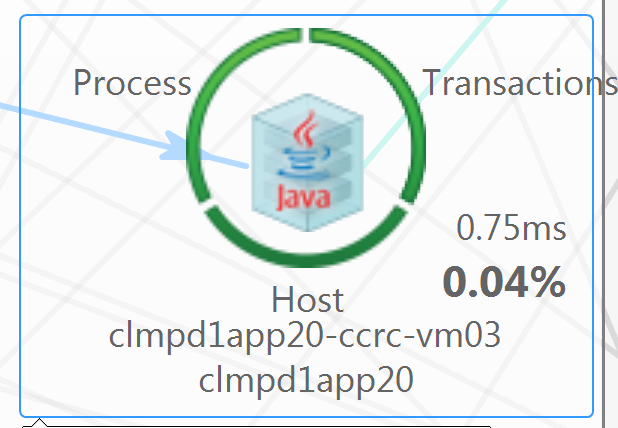 Process
Transactions
Java
0.75ms
0.04%
Host
clmpd1app20-ccrc-vm03
clmpd1app20